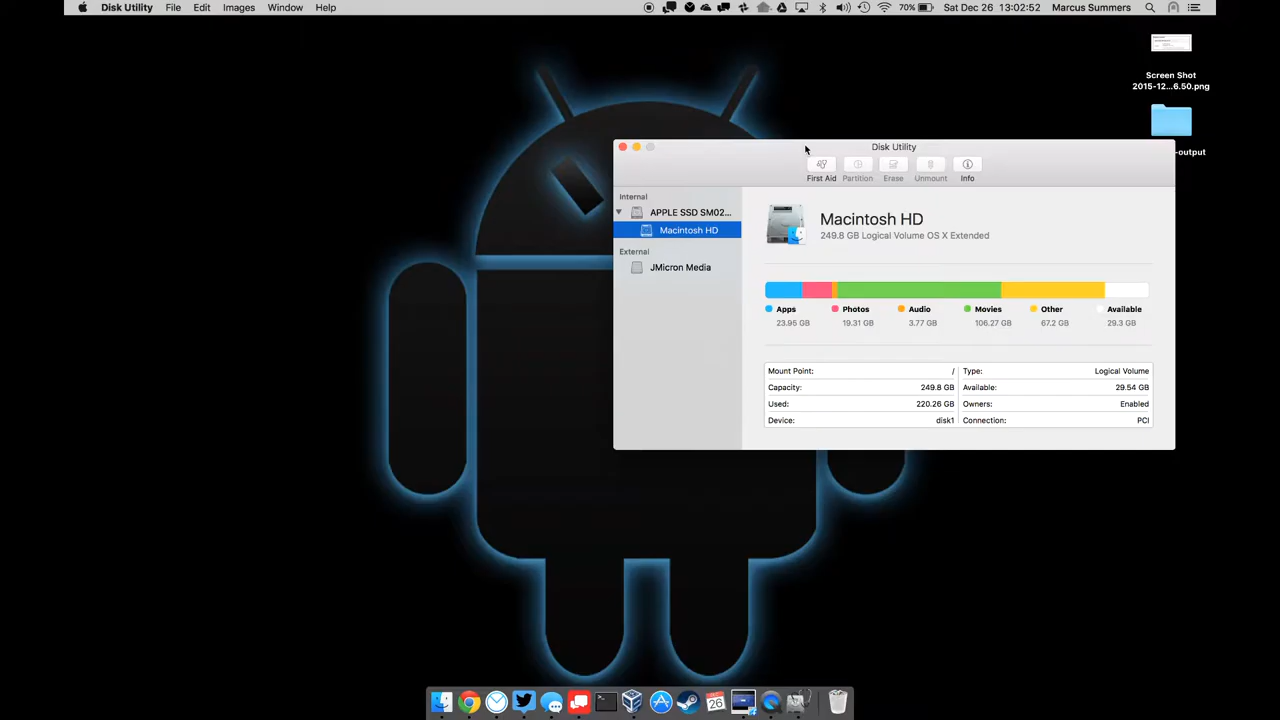 Disk Utility File Edit Images Window Help 70% Sat Dec 26 13:02:52 Marcus Summers
Screen Shot
2015-12...6.50.png
-output
Disk Utility
First Aid Partition Erase Unmount Info
Internal
APPLE SSD SM02...
Macintosh HD
External
JMicron Media
Macintosh HD
249.8 GB Logical Volume OS X Extended
Apps Photos Audio Movies Other Available
23.95 GB 19.31 GB 3.77 GB 106.27 GB 67.2 GB 29.3 GB
Mount Point: / Type: Logical Volume
Capacity: 249.8 GB Available: 29.54 GB
Used: 220.26 GB Owners: Enabled
Device: disk1 Connection: PCI
26